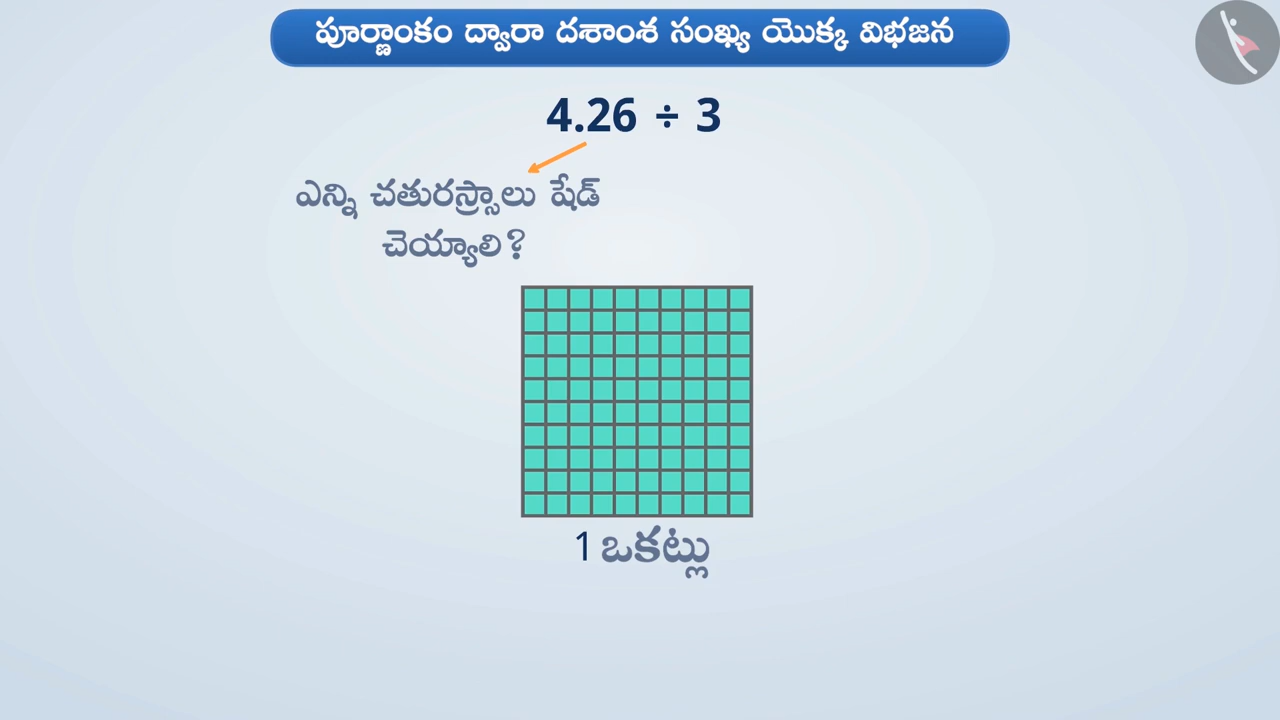 పూర్ణాంకం ద్వారా దశాంశ సంఖ్య యొక్క విభజన
4.26 ÷ 3
ఎన్ని చతురస్రాలు షేడ్
చెయ్యాలి?
1 ఒకట్లు